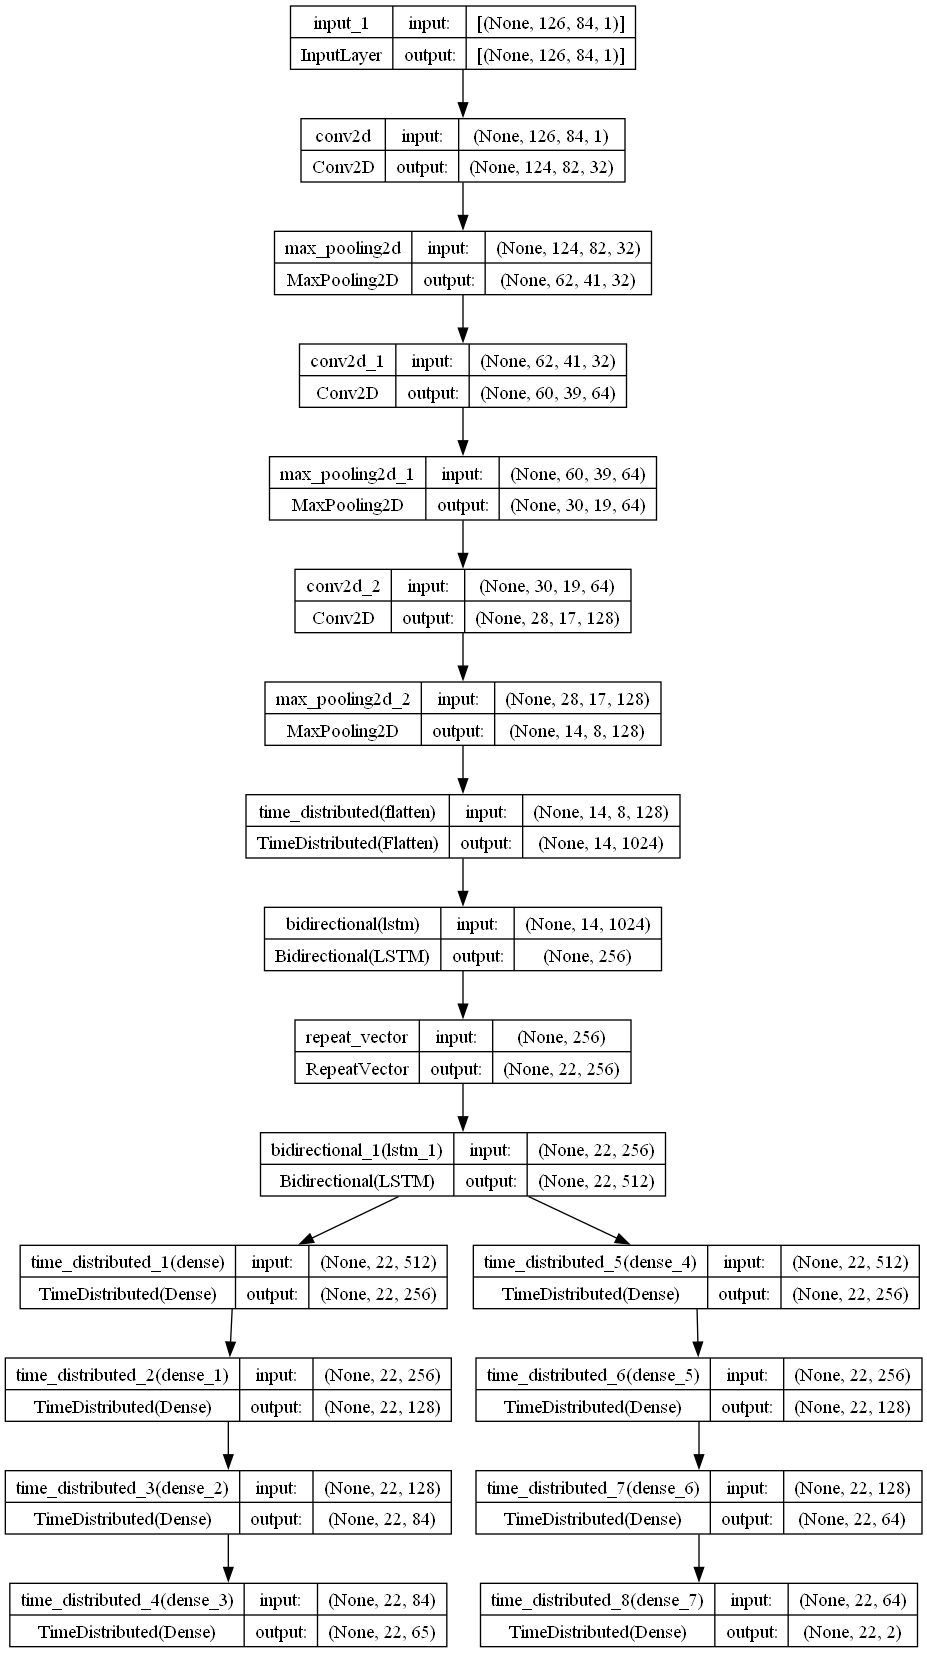 input_1 input: [(None, 126, 84, 1)]
InputLayer output: [(None, 126, 84, 1)]
conv2d input: (None, 126, 84, 1)
Conv2D output: (None, 124, 82, 32)
max_pooling2d input: (None, 124, 82, 32)
MaxPooling2D output: (None, 62, 41, 32)
conv2d_1 input: (None, 62, 41, 32)
Conv2D output: (None, 60, 39, 64)
max_pooling2d_1 input: (None, 60, 39, 64)
MaxPooling2D output: (None, 30, 19, 64)
conv2d_2 input: (None, 30, 19, 64)
Conv2D output: (None, 28, 17, 128)
max_pooling2d_2 input: (None, 28, 17, 128)
MaxPooling2D output: (None, 14, 8, 128)
time_distributed(flatten) input: (None, 14, 8, 128)
TimeDistributed(Flatten) output: (None, 14, 1024)
bidirectional(lstm) input: (None, 14, 1024)
Bidirectional(LSTM) output: (None, 256)
repeat_vector input: (None, 256)
RepeatVector output: (None, 22, 256)
bidirectional_1(lstm_1) input: (None, 22, 256)
Bidirectional(LSTM) output: (None, 22, 512)
time_distributed_1(dense) input: (None, 22, 512)
TimeDistributed(Dense) output: (None, 22, 256)
time_distributed_5(dense_4) input: (None, 22, 512)
TimeDistributed(Dense) output: (None, 22, 256)
time_distributed_2(dense_1) input: (None, 22, 256)
TimeDistributed(Dense) output: (None, 22, 128)
time_distributed_6(dense_5) input: (None, 22, 256)
TimeDistributed(Dense) output: (None, 22, 128)
time_distributed_3(dense_2) input: (None, 22, 128)
TimeDistributed(Dense) output: (None, 22, 84)
time_distributed_7(dense_6) input: (None, 22, 128)
TimeDistributed(Dense) output: (None, 22, 64)
time_distributed_4(dense_3) input: (None, 22, 84)
TimeDistributed(Dense) output: (None, 22, 65)
time_distributed_8(dense_7) input: (None, 22, 64)
TimeDistributed(Dense) output: (None, 22, 2)